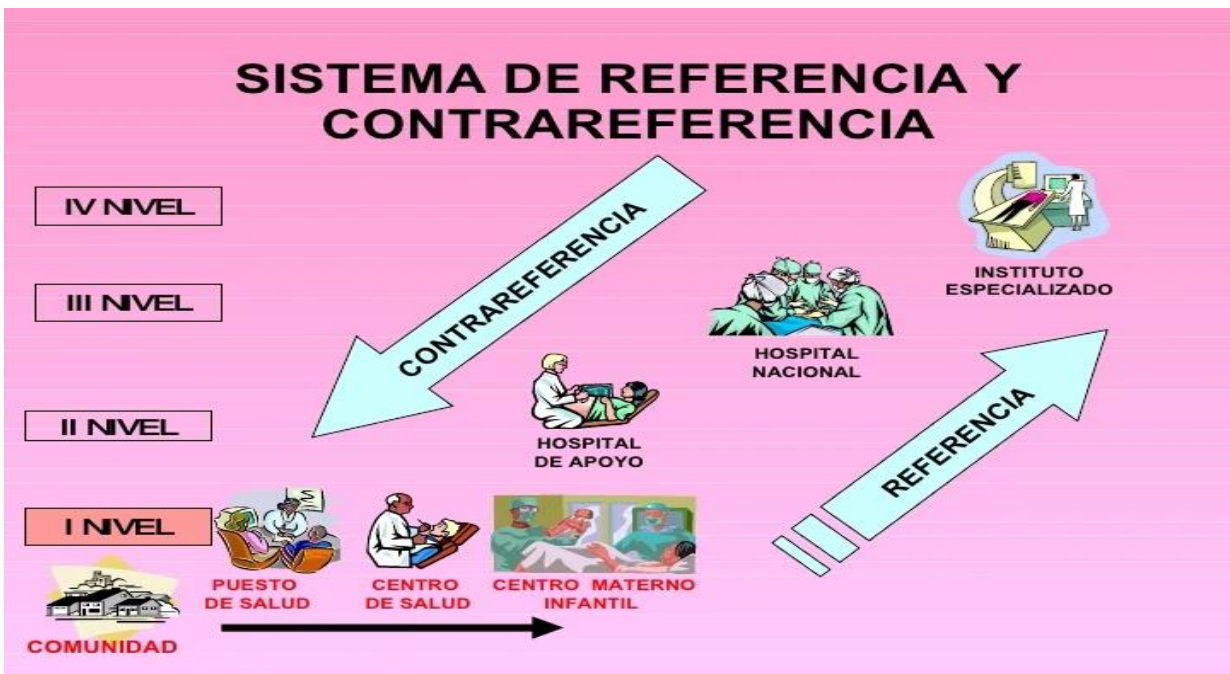 SISTEMA DE REFERENCIA Y
CONTRAREFERENCIA
IV NIVEL
III NIVEL
II NIVEL
I NIVEL
CONTRAREFERENCIA
INSTITUTO
ESPECIALIZADO
HOSPITAL
NACIONAL
HOSPITAL
DE APOYO
REFERENCIA
PUESTO
DE SALUD
CENTRO
DE SALUD
CENTRO MATERNO
INFANTIL
COMUNIDAD